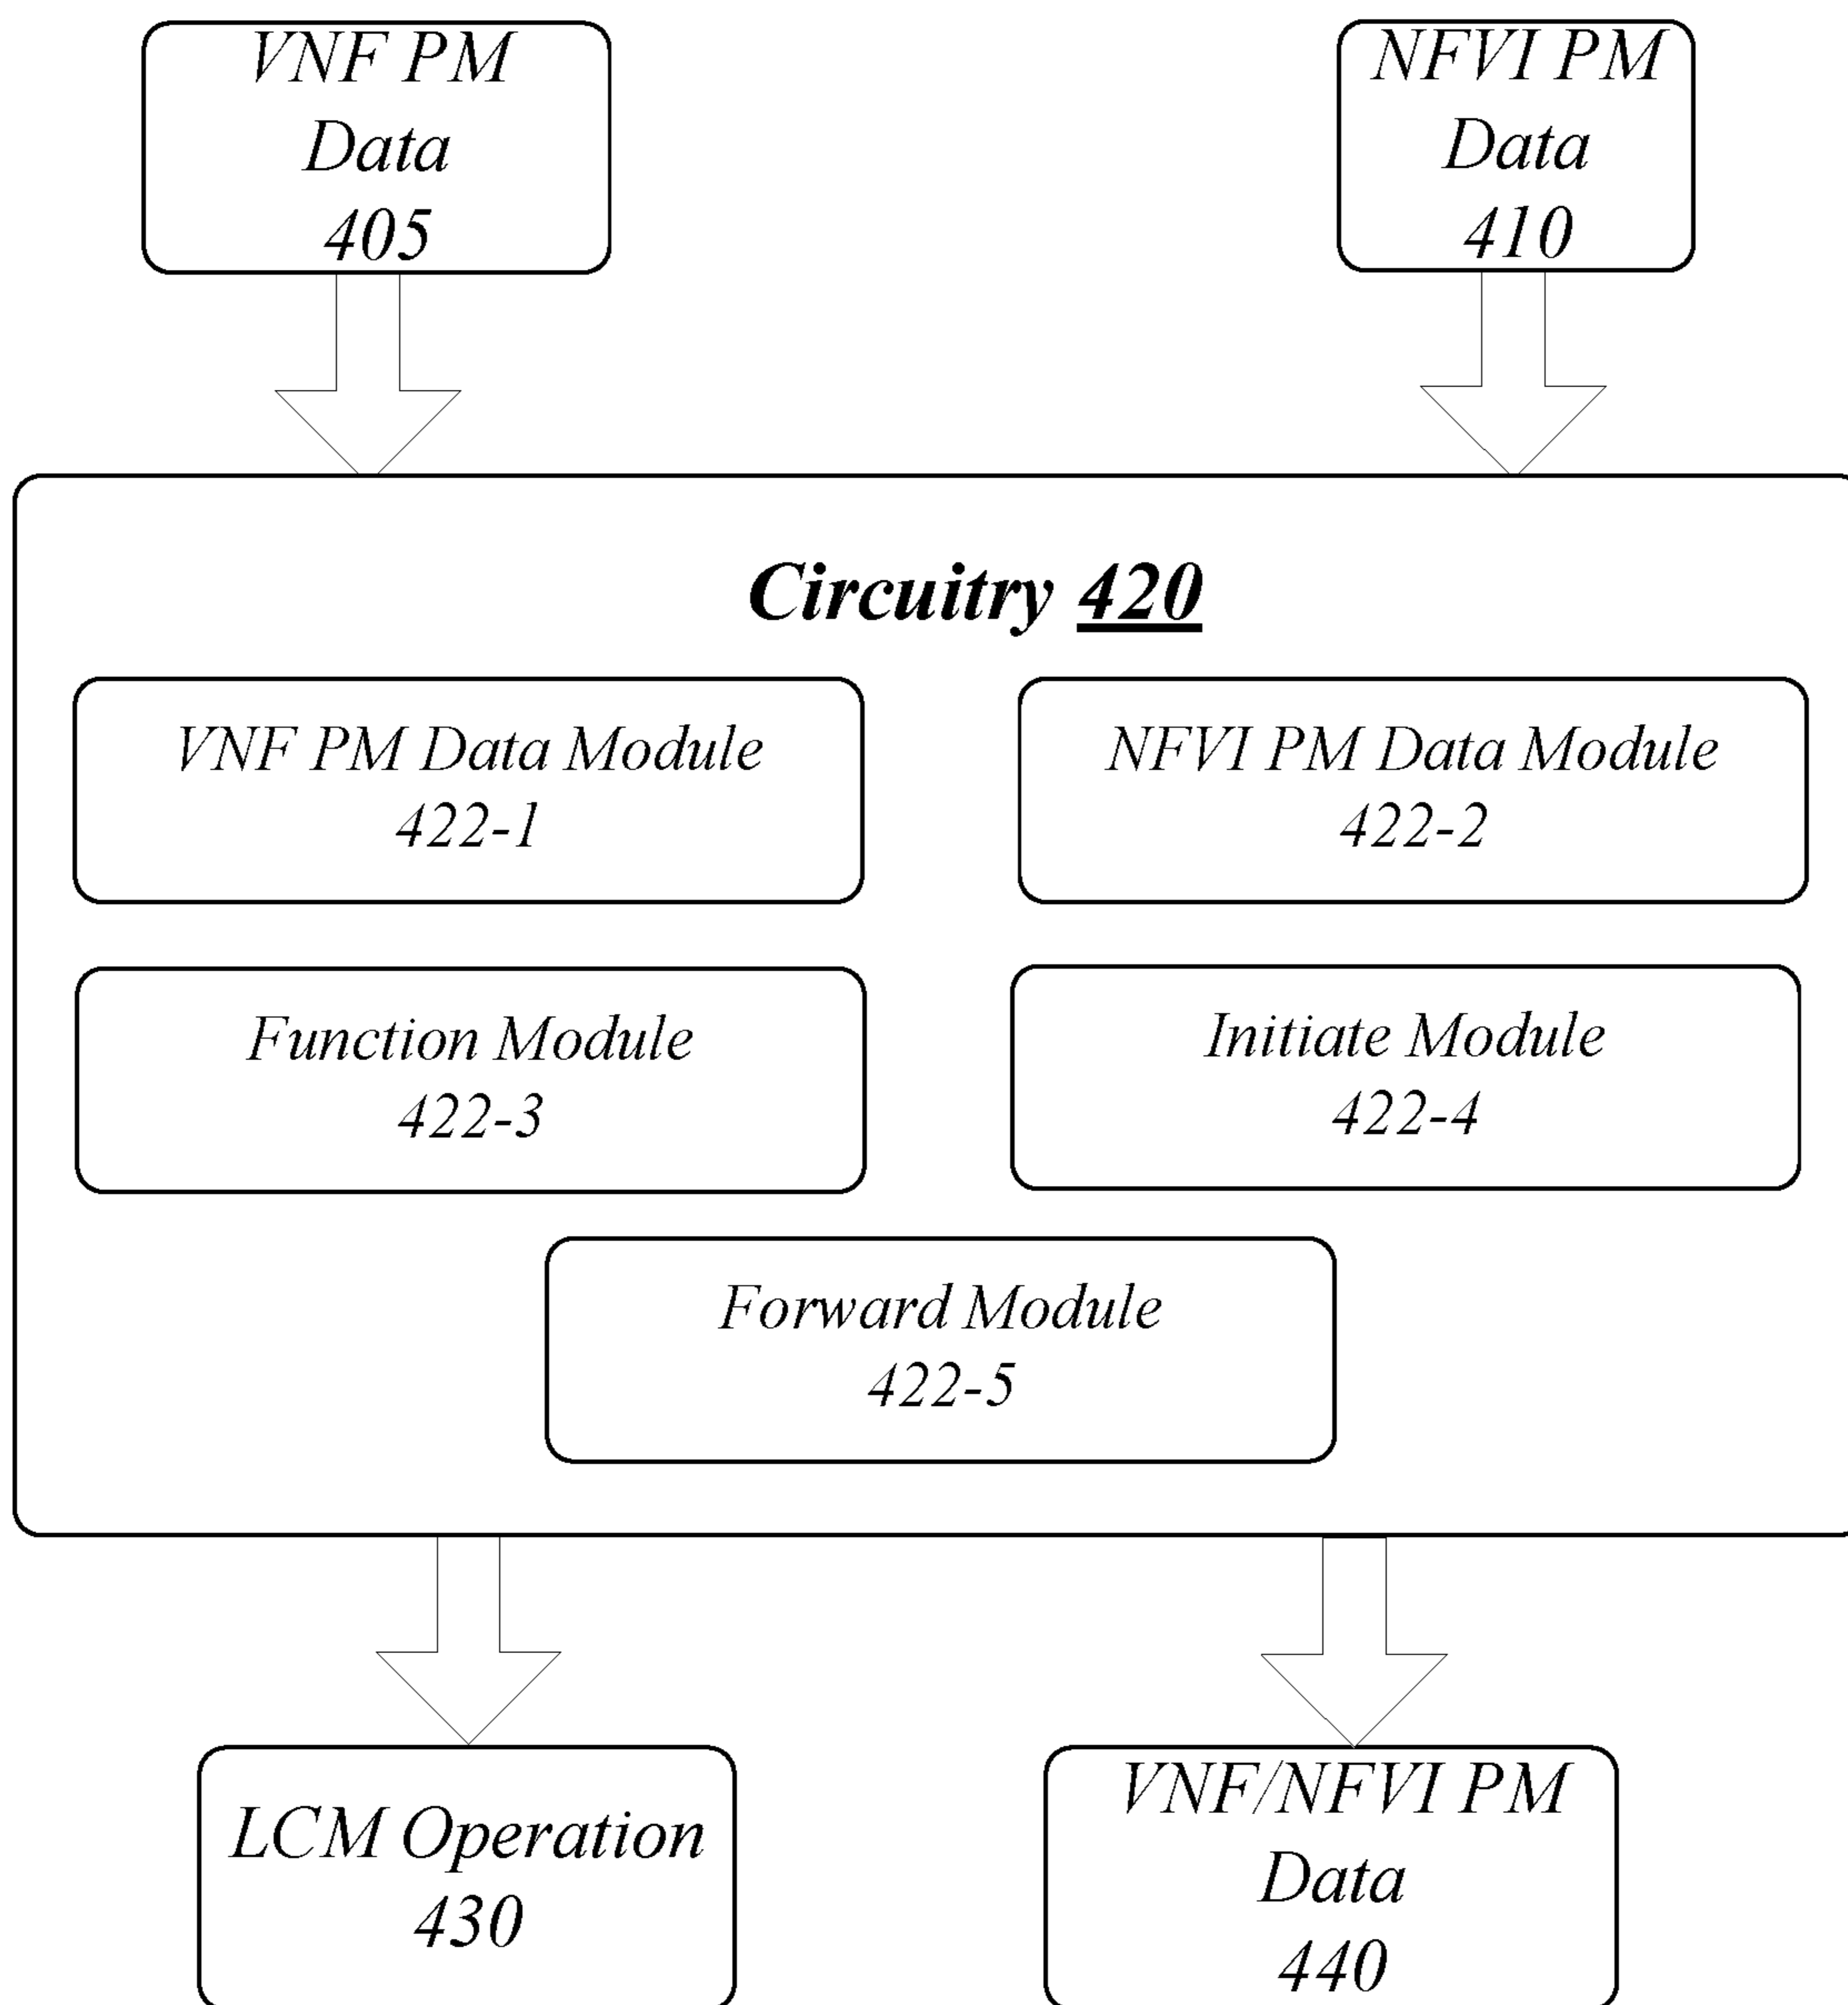 VNF PM
Data
405
NFVI PM
Data
410
Circuitry 420
VNF PM Data Module
422-1
NFVI PM Data Module
422-2
Function Module
422-3
Initiate Module
422-4
Forward Module
422-5
LCM Operation
430
VNF/NFVI PM
Data
440